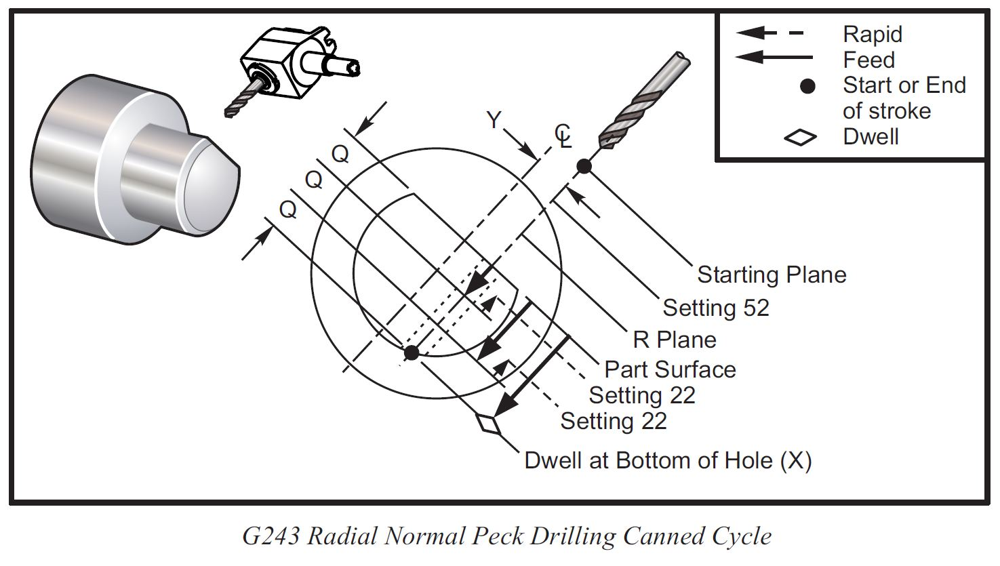 Rapid
Feed
Start or End
of stroke
Dwell
Y
℄
Q
Q
Q
Starting Plane
Setting 52
R Plane
Part Surface
Setting 22
Setting 22
Dwell at Bottom of Hole (X)
G243 Radial Normal Peck Drilling Canned Cycle